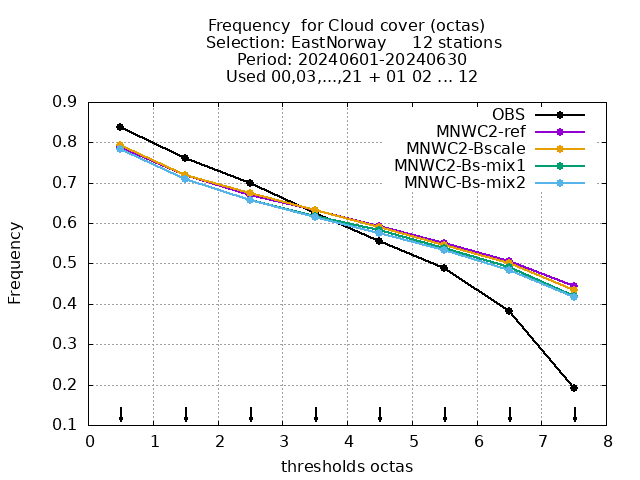 Frequency  for Cloud cover (octas)
Selection: EastNorway     12 stations
Period: 20240601-20240630
Used 00,03,...,21 + 01 02 ... 12
OBS
MNWC2-ref
MNWC2-Bscale
MNWC2-Bs-mix1
MNWC-Bs-mix2
0.9
0.8
0.7
0.6
0.5
0.4
0.3
0.2
0.1
Frequency
0 1 2 3 4 5 6 7 8
thresholds octas